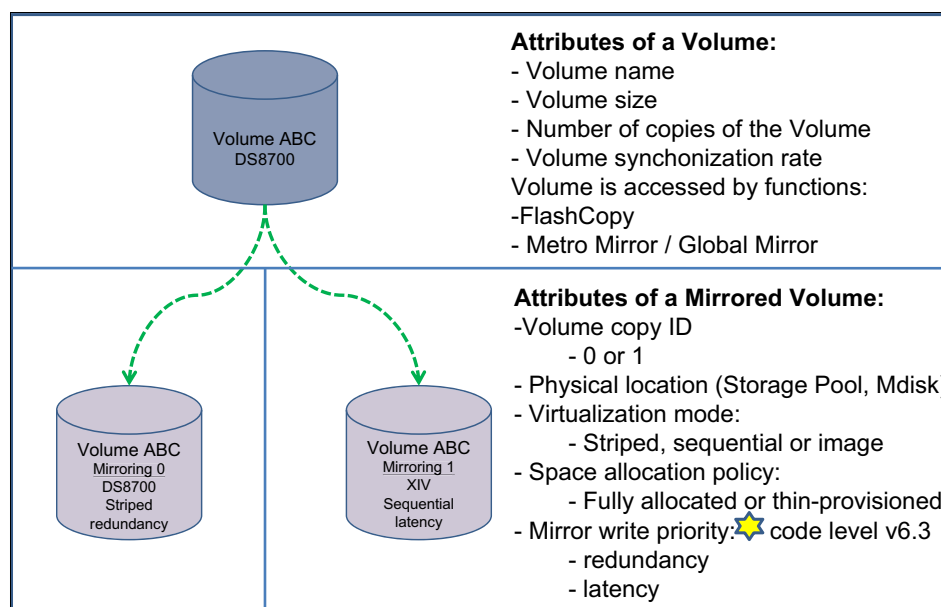 Volume ABC
DS8700
Attributes of a Volume:
- Volume name
- Volume size
- Number of copies of the Volume
- Volume synchonization rate
Volume is accessed by functions:
-FlashCopy
- Metro Mirror / Global Mirror
Volume ABC
Mirroring 0
DS8700
Striped
redundancy
Volume ABC
Mirroring 1
XIV
Sequential
latency
Attributes of a Mirrored Volume:
-Volume copy ID
- 0 or 1
- Physical location (Storage Pool, Mdisk)
- Virtualization mode:
- Striped, sequential or image
- Space allocation policy:
- Fully allocated or thin-provisioned
- Mirror write priority: code level v6.3
- redundancy
- latency